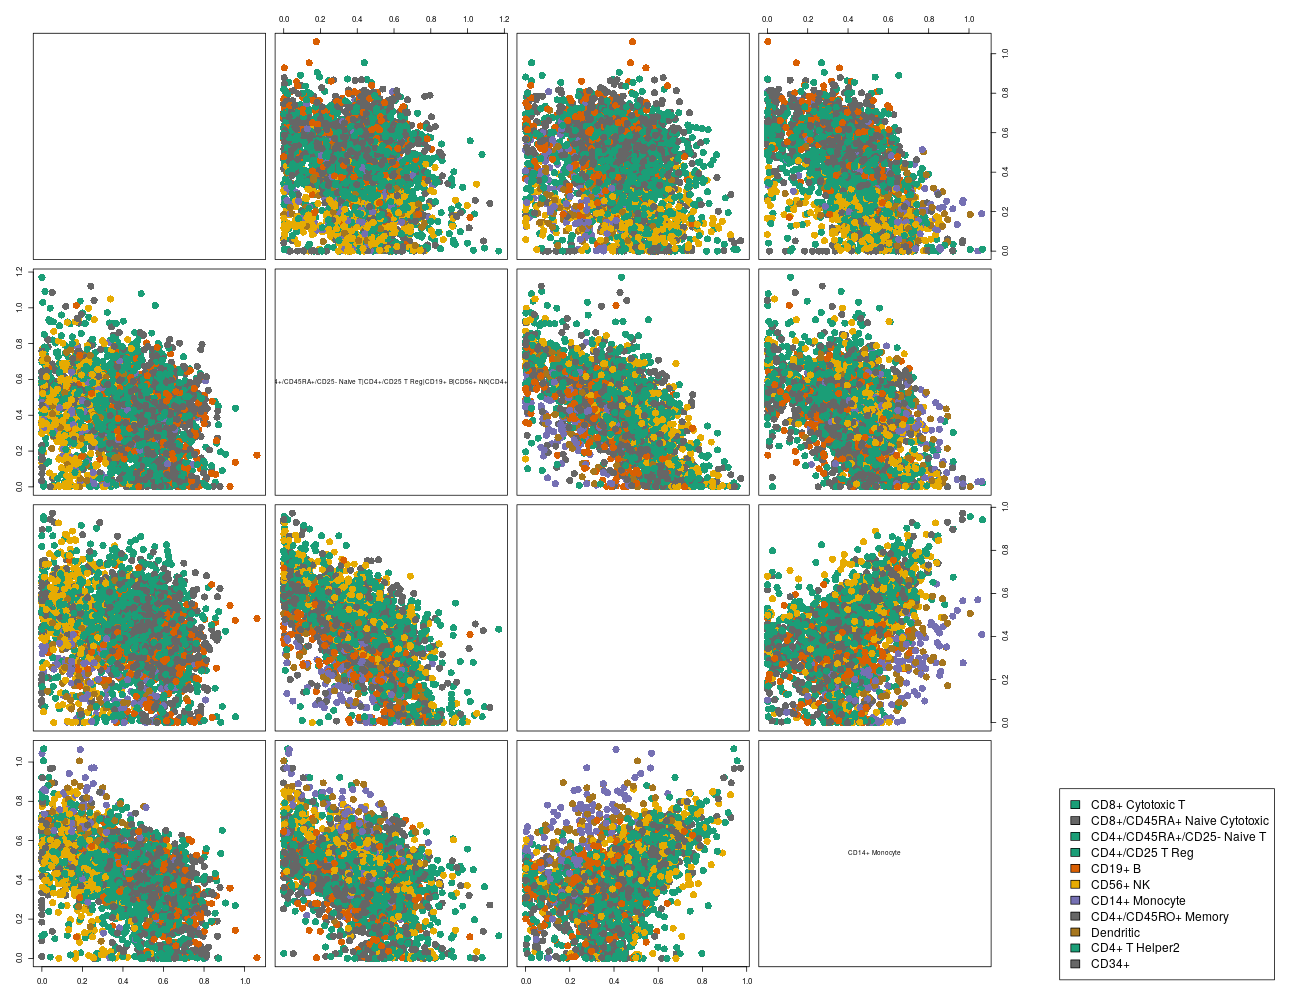 0.0 0.2 0.4 0.6 0.8 1.0 1.2
0.0 0.2 0.4 0.6 0.8 1.0
0.0 0.2 0.4 0.6 0.8 1.0
0.0 0.2 0.4 0.6 0.8 1.0 1.2
4+/CD45RA+/CD25- Naive T|CD4+/CD25 T Reg|CD19+ B|CD56+ NK|CD4+
0.0 0.2 0.4 0.6 0.8 1.0
0.0 0.2 0.4 0.6 0.8 1.0
CD14+ Monocyte
0.0 0.2 0.4 0.6 0.8 1.0
0.0 0.2 0.4 0.6 0.8 1.0
CD8+ Cytotoxic T
CD8+/CD45RA+ Naive Cytotoxic
CD4+/CD45RA+/CD25- Naive T
CD4+/CD25 T Reg
CD19+ B
CD56+ NK
CD14+ Monocyte
CD4+/CD45RO+ Memory
Dendritic
CD4+ T Helper2
CD34+